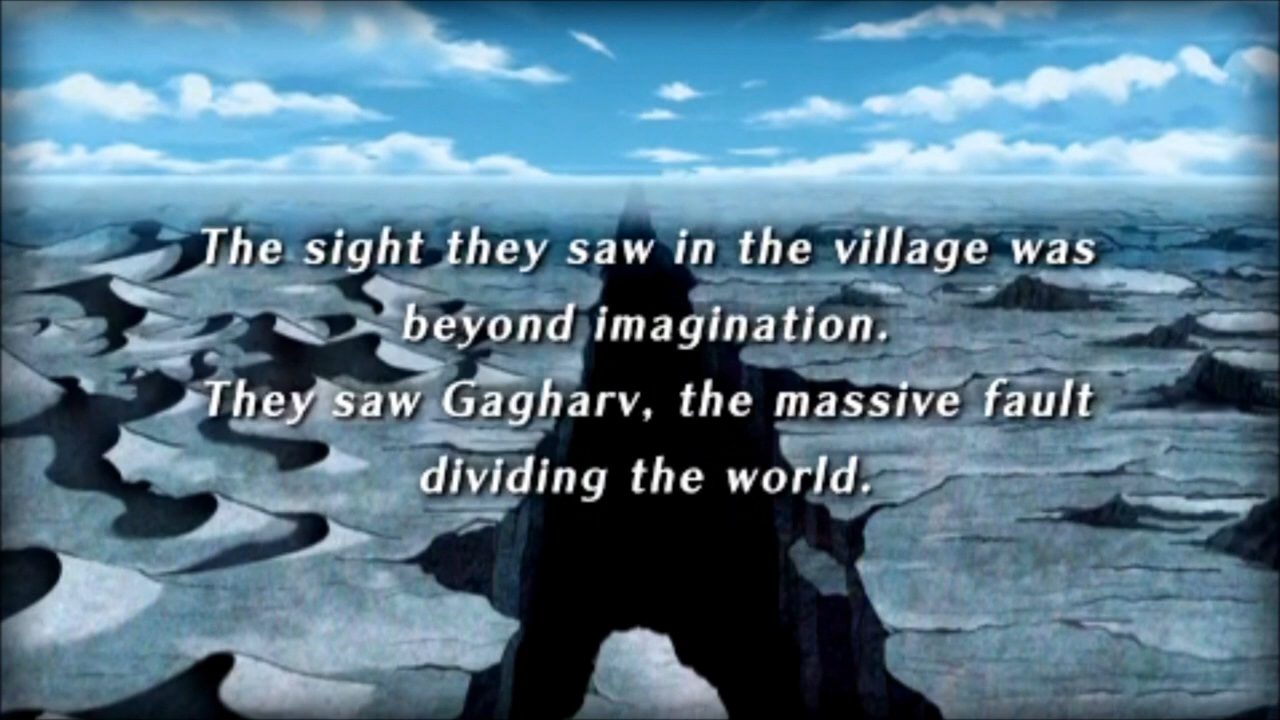 The sight they saw in the village was
beyond imagination.
They saw Gagharv, the massive fault
dividing the world.